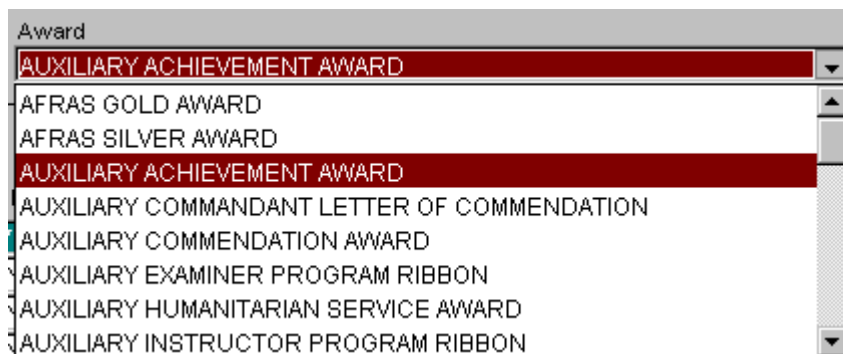 Award
AUXILIARY ACHIEVEMENT AWARD
AFRAS GOLD AWARD
AFRAS SILVER AWARD
AUXILIARY ACHIEVEMENT AWARD
AUXILIARY COMMANDANT LETTER OF COMMENDATION
AUXILIARY COMMENDATION AWARD
AUXILIARY EXAMINER PROGRAM RIBBON
AUXILIARY HUMANITARIAN SERVICE AWARD
AUXILIARY INSTRUCTOR PROGRAM RIBBON